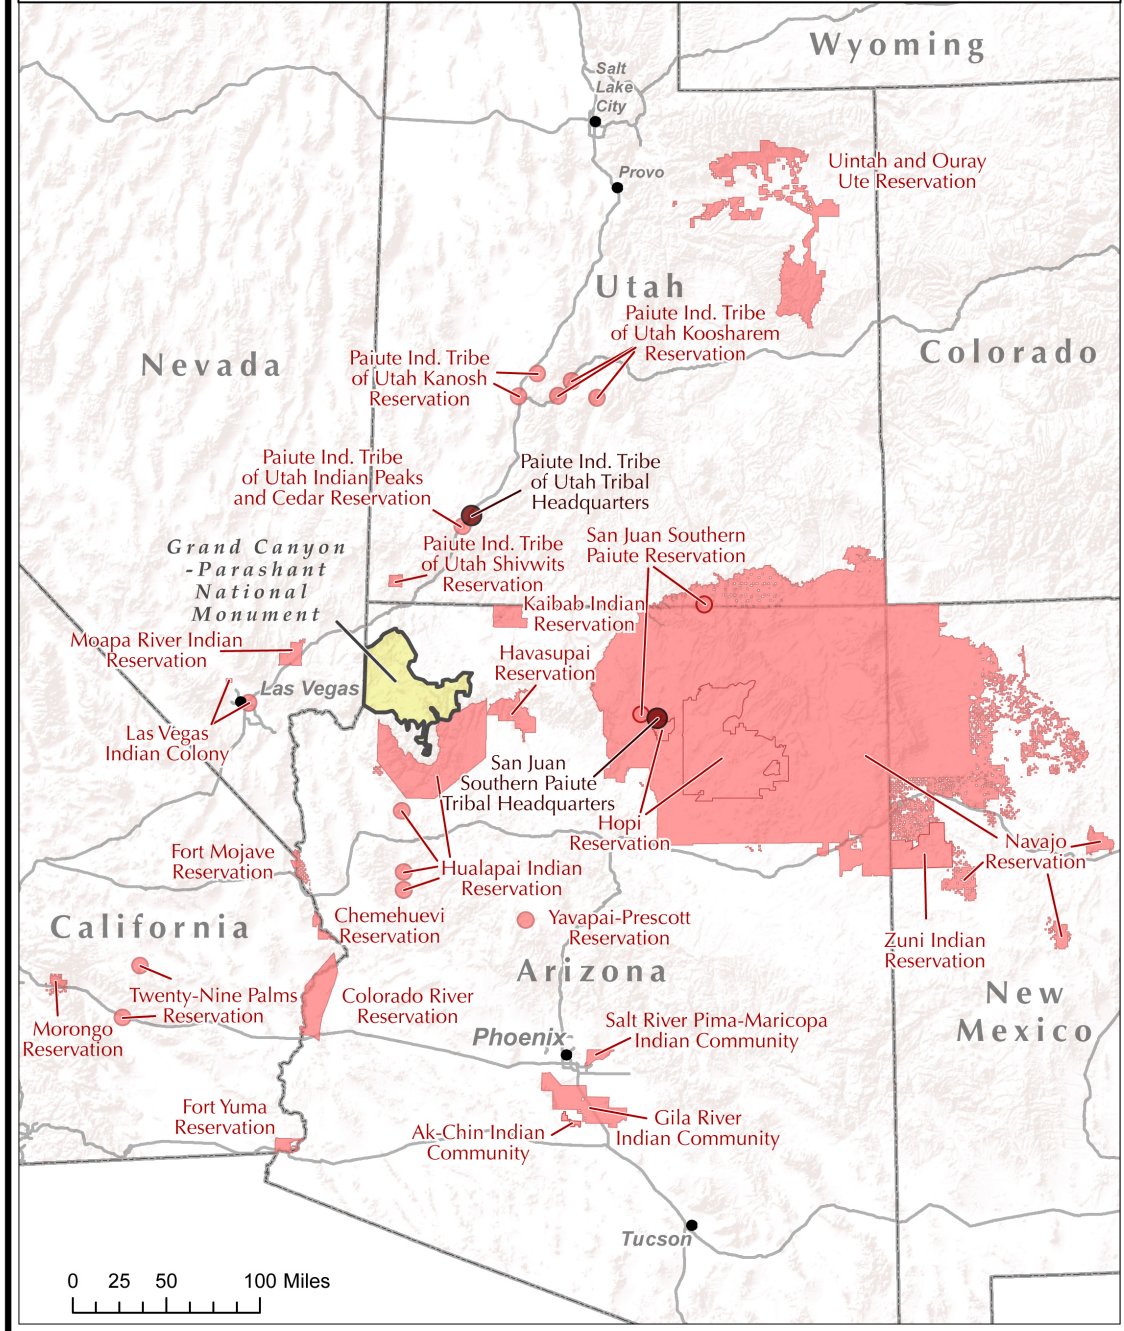 Wyoming
Salt
Lake
City
Provo
Uintah and Ouray
Ute Reservation
Utah
Paiute Ind. Tribe
of Utah Koosharem
Reservation
Nevada
Colorado
Paiute Ind. Tribe
of Utah Kanosh
Reservation
Paiute Ind. Tribe
of Utah Indian Peaks
and Cedar Reservation
Paiute Ind. Tribe
of Utah Tribal
Headquarters
San Juan Southern
Paiute Reservation
Grand Canyon
-Parashant
National
Monument
Paiute Ind. Tribe
of Utah Shivwits
Reservation
Kaibab Indian
Reservation
Moapa River Indian
Reservation
Havasupai
Reservation
Las Vegas
Las Vegas
Indian Colony
San Juan
Southern Paiute
Tribal Headquarters
Hopi
Reservation
Navajo
Reservation
Fort Mojave
Reservation
Hualapai Indian
Reservation
California
Chemehuevi
Reservation
Yavapai-Prescott
Reservation
Zuni Indian
Reservation
Arizona
New
Mexico
Twenty-Nine Palms
Reservation
Colorado River
Reservation
Morongo
Reservation
Phoenix
Salt River Pima-Maricopa
Indian Community
Fort Yuma
Reservation
Gila River
Indian Community
Ak-Chin Indian
Community
Tucson
0 25 50 100 Miles